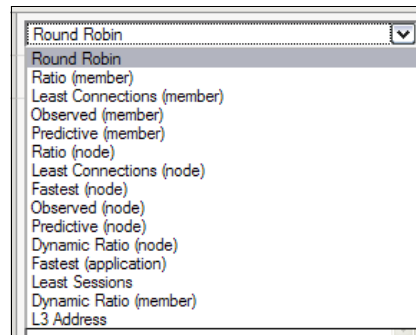 Round Robin
Round Robin
Ratio (member)
Least Connections (member)
Observed (member)
Predictive (member)
Ratio (node)
Least Connections (node)
Fastest (node)
Observed (node)
Predictive (node)
Dynamic Ratio (node)
Fastest (application)
Least Sessions
Dynamic Ratio (member)
L3 Address